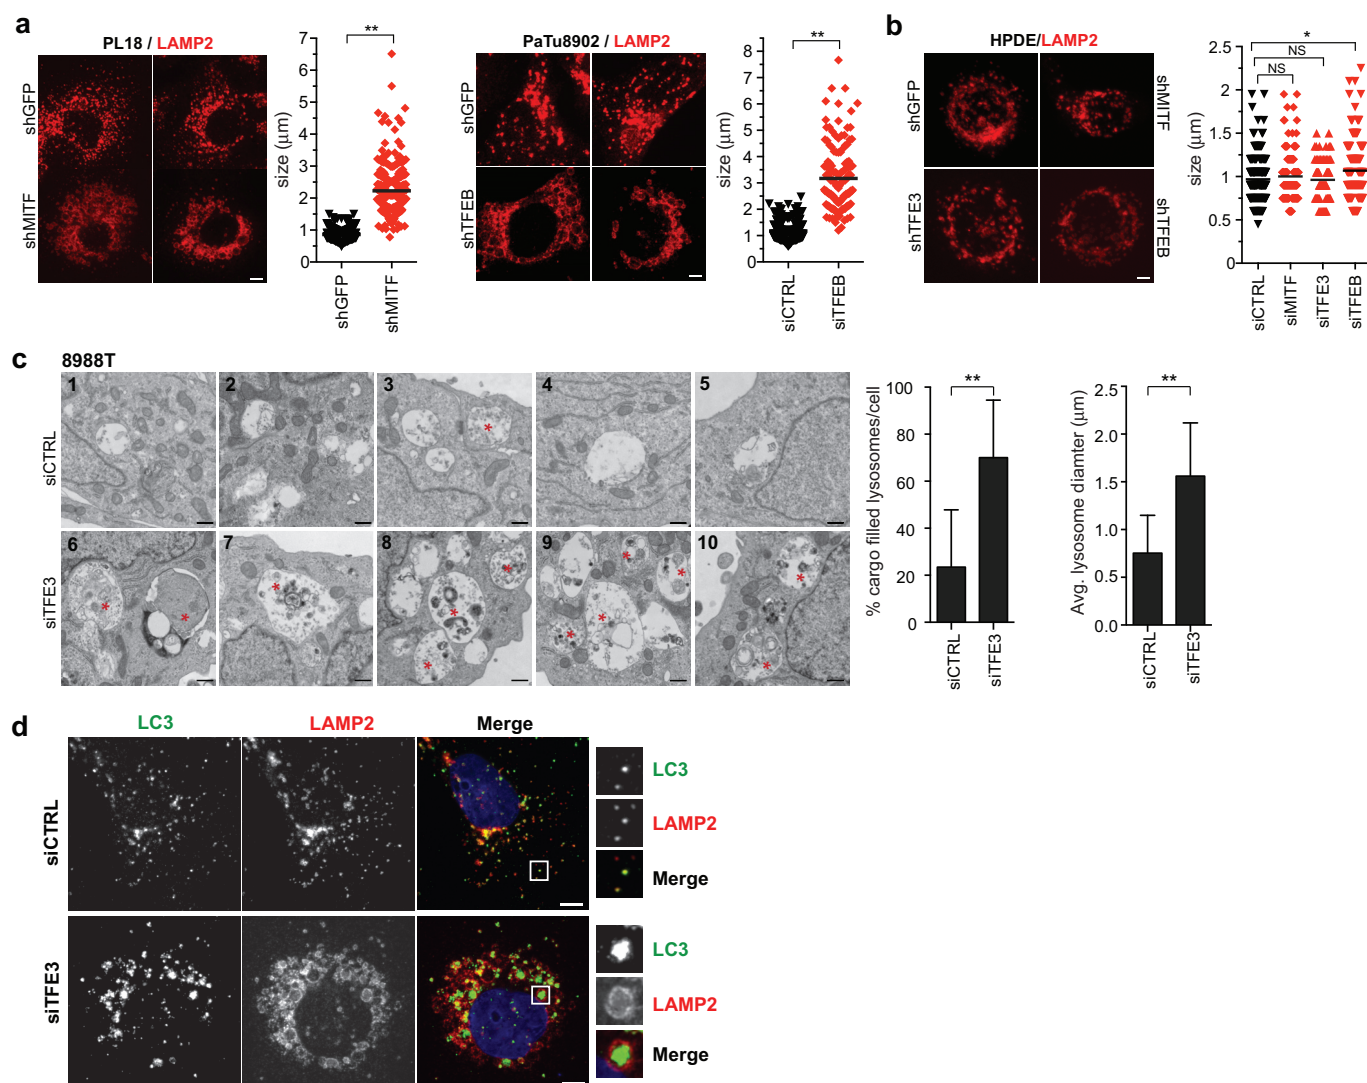 a
PL18 / LAMP2
shGFP
shMITF
size (μm)
7
6
5
4
3
2
1
0
**
shGFP
shMITF
PaTu8902 / LAMP2
shGFP
shTFEB
size (μm)
8
7
6
5
4
3
2
1
0
**
siCTRL
siTFEB
b
HPDE/LAMP2
shGFP
shMITF
shTFE3
shTFEB
size (μm)
2.5
2.0
1.5
1
0.5
0
*
NS
NS
siCTRL
siMITF
siTFE3
siTFEB
c
8988T
siCTRL
1
2
3
*
4
5
siTFE3
6
* *
7
*
8
* * *
9
* * * *
10
* *
% cargo filled lysosomes/cell
100
80
60
40
20
0
**
siCTRL
siTFE3
Avg. lysosome diamter (μm)
2.5
2.0
1.5
1.0
0.5
0.0
**
siCTRL
siTFE3
d
LC3
LAMP2
Merge
siCTRL
LC3
LAMP2
Merge
siTFE3
LC3
LAMP2
Merge